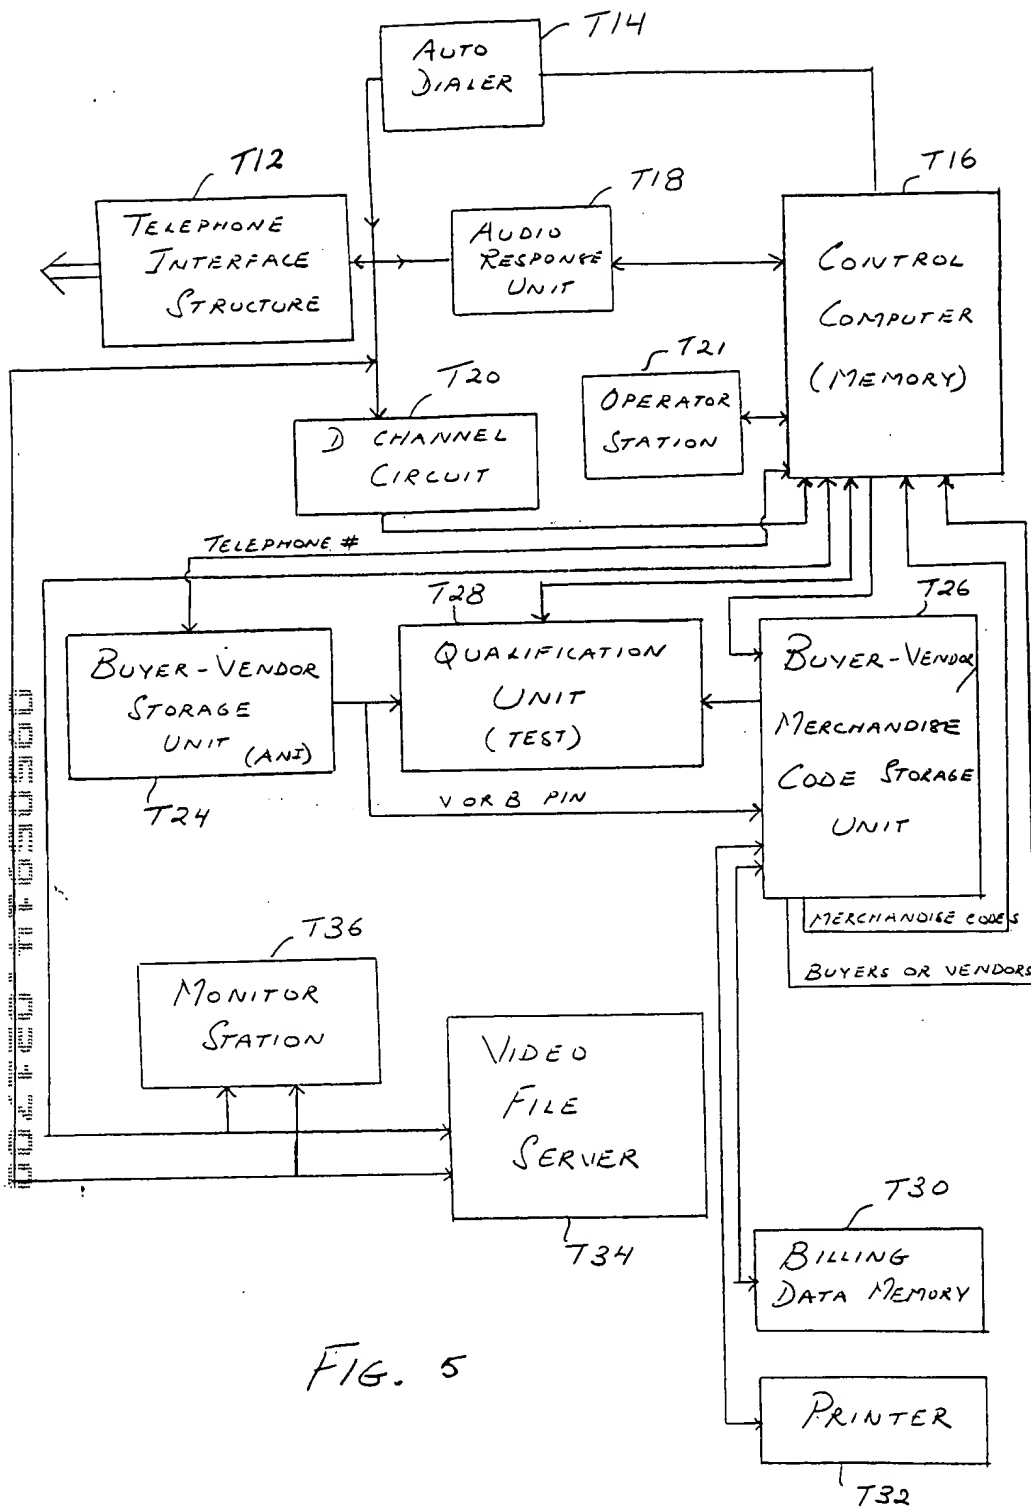 T14
AUTO
DIALER
T12
T18
T16
TELEPHONE
INTERFACE
STRUCTURE
AUDIO
RESPONSE
UNIT
CONTROL
COMPUTER
(MEMORY)
T21
OPERATOR
STATION
T20
D CHANNEL
CIRCUIT
TELEPHONE #
T28
T26
BUYER-VENDOR
STORAGE
UNIT (ANI)
QUALIFICATION
UNIT
(TEST)
BUYER-VENDOR
MERCHANDISE
CODE STORAGE
UNIT
T24
V OR B PIN
MERCHANDISE CODES
BUYERS OR VENDORS
T36
MONITOR
STATION
VIDEO
FILE
SERVER
T34
T30
BILLING
DATA MEMORY
FIG. 5
PRINTER
T32